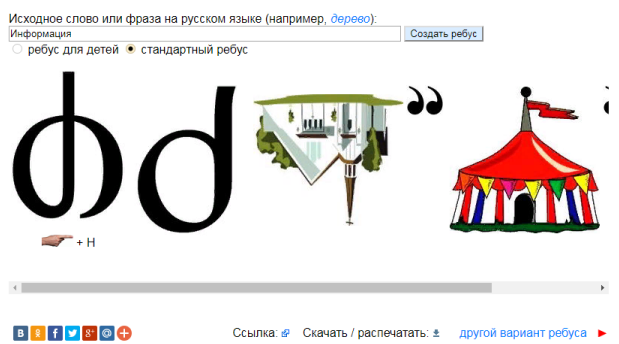 Исходное слово или фраза на русском языке (например, дерево):
Информация Создать ребус
ребус для детей стандартный ребус
+ Н
Ссылка: Скачать / распечатать: другой вариант ребуса